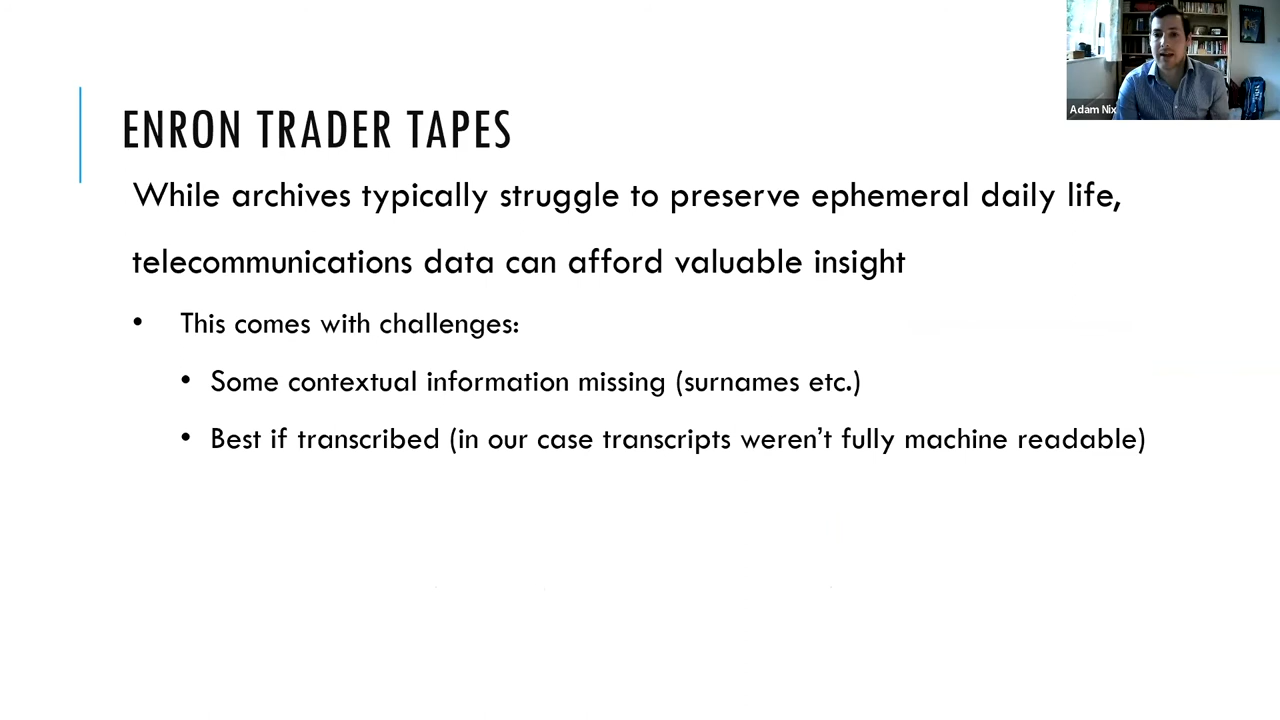 ENRON TRADER TAPES
While archives typically struggle to preserve ephemeral daily life,
telecommunications data can afford valuable insight
• This comes with challenges:
• Some contextual information missing (surnames etc.)
• Best if transcribed (in our case transcripts weren’t fully machine readable)
Adam Nix